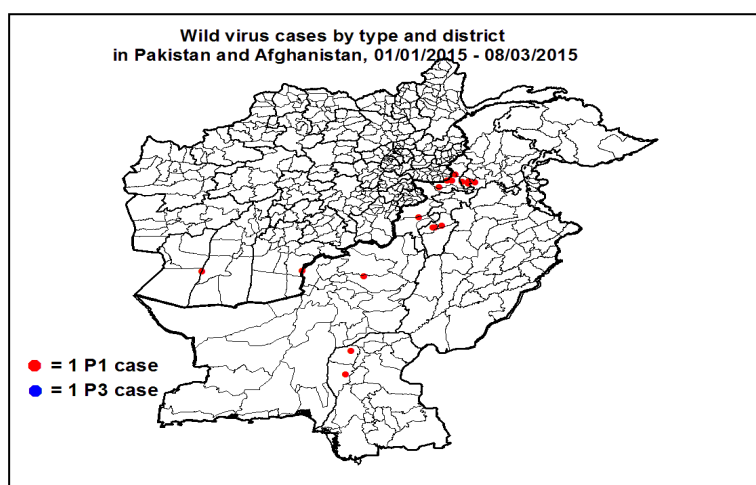 Wild virus cases by type and district
in Pakistan and Afghanistan, 01/01/2015 - 08/03/2015
= 1 P1 case
= 1 P3 case